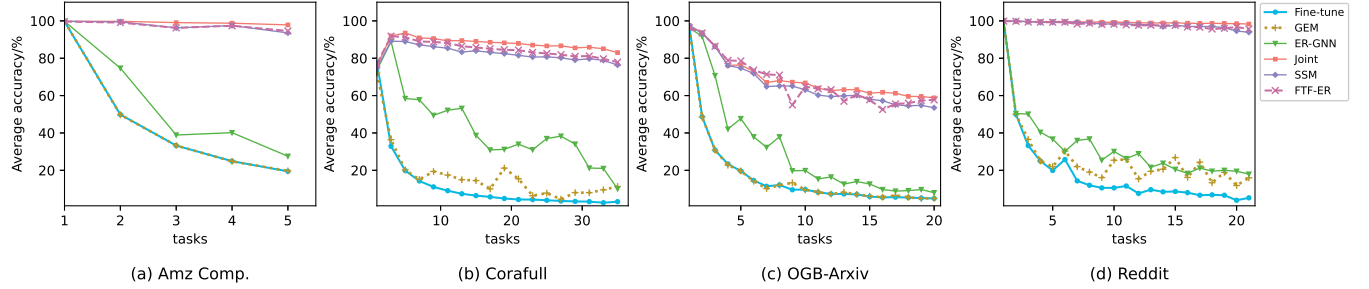 Average accuracy/%
100
80
60
40
20
1
2
3
4
5
tasks
(a) Amz Comp.
Average accuracy/%
100
80
60
40
20
10
20
30
tasks
(b) Corafull
Average accuracy/%
100
80
60
40
20
5
10
15
20
tasks
(c) OGB-Arxiv
Average accuracy/%
100
80
60
40
20
5
10
15
20
tasks
(d) Reddit
Fine-tune
GEM
ER-GNN
Joint
SSM
FTF-ER